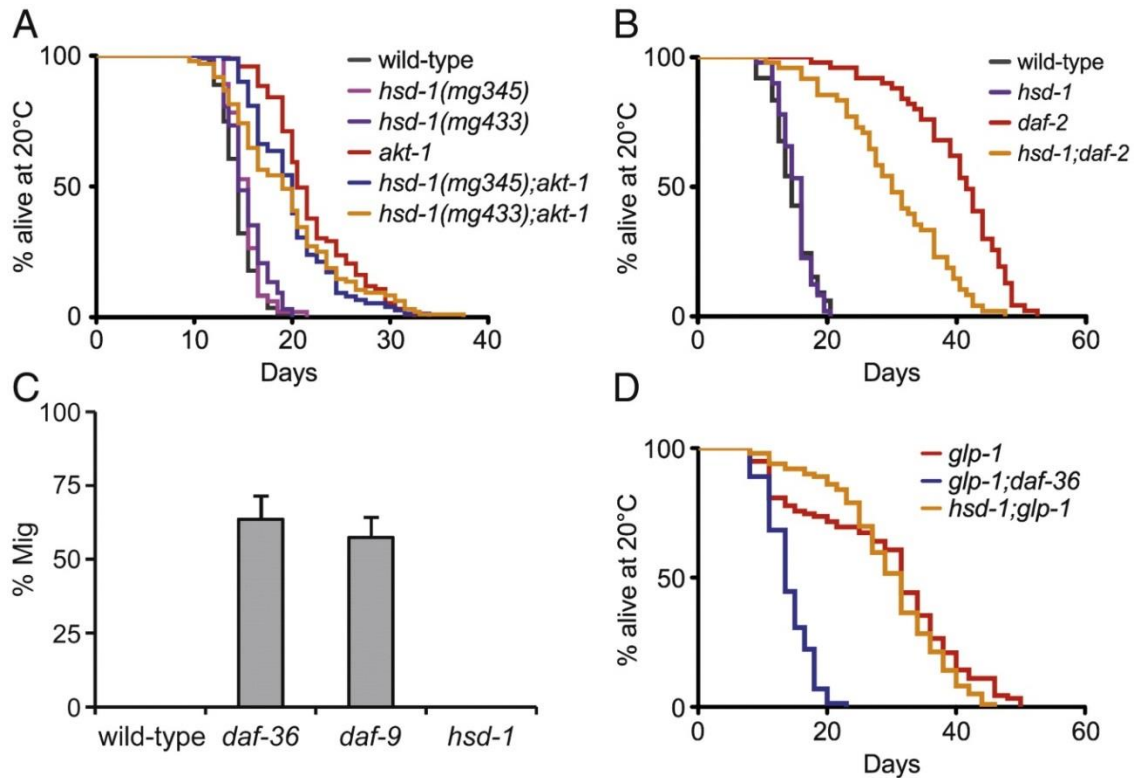 A
100
50
0
% alive at 20°C
0 10 20 30 40
Days
wild-type
hsd-1(mg345)
hsd-1(mg433)
akt-1
hsd-1(mg345);akt-1
hsd-1(mg433);akt-1
B
100
50
0
% alive at 20°C
0 20 40 60
Days
wild-type
hsd-1
daf-2
hsd-1;daf-2
C
100
75
50
25
0
% Mig
wild-type daf-36 daf-9 hsd-1
D
100
50
0
% alive at 20°C
0 20 40 60
Days
glp-1
glp-1;daf-36
hsd-1;glp-1